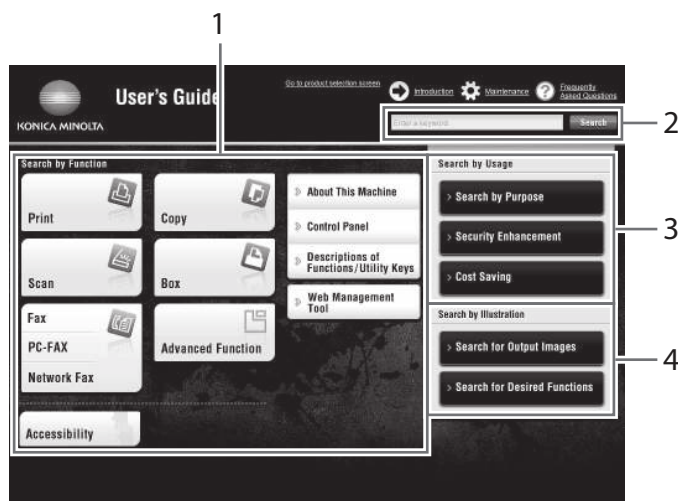 1
Go to product selection screen
Introduction
Maintenance
Frequently
Asked Questions
User's Guide
KONICA MINOLTA
Enter a keyword
Search
2
Search by Function
Print
Copy
Scan
Box
Fax
PC-FAX
Network Fax
Advanced Function
Accessibility
About This Machine
Control Panel
Descriptions of
Functions/Utility Keys
Web Management
Tool
Search by Usage
> Search by Purpose
> Security Enhancement
> Cost Saving
3
Search by Illustration
> Search for Output Images
> Search for Desired Functions
4